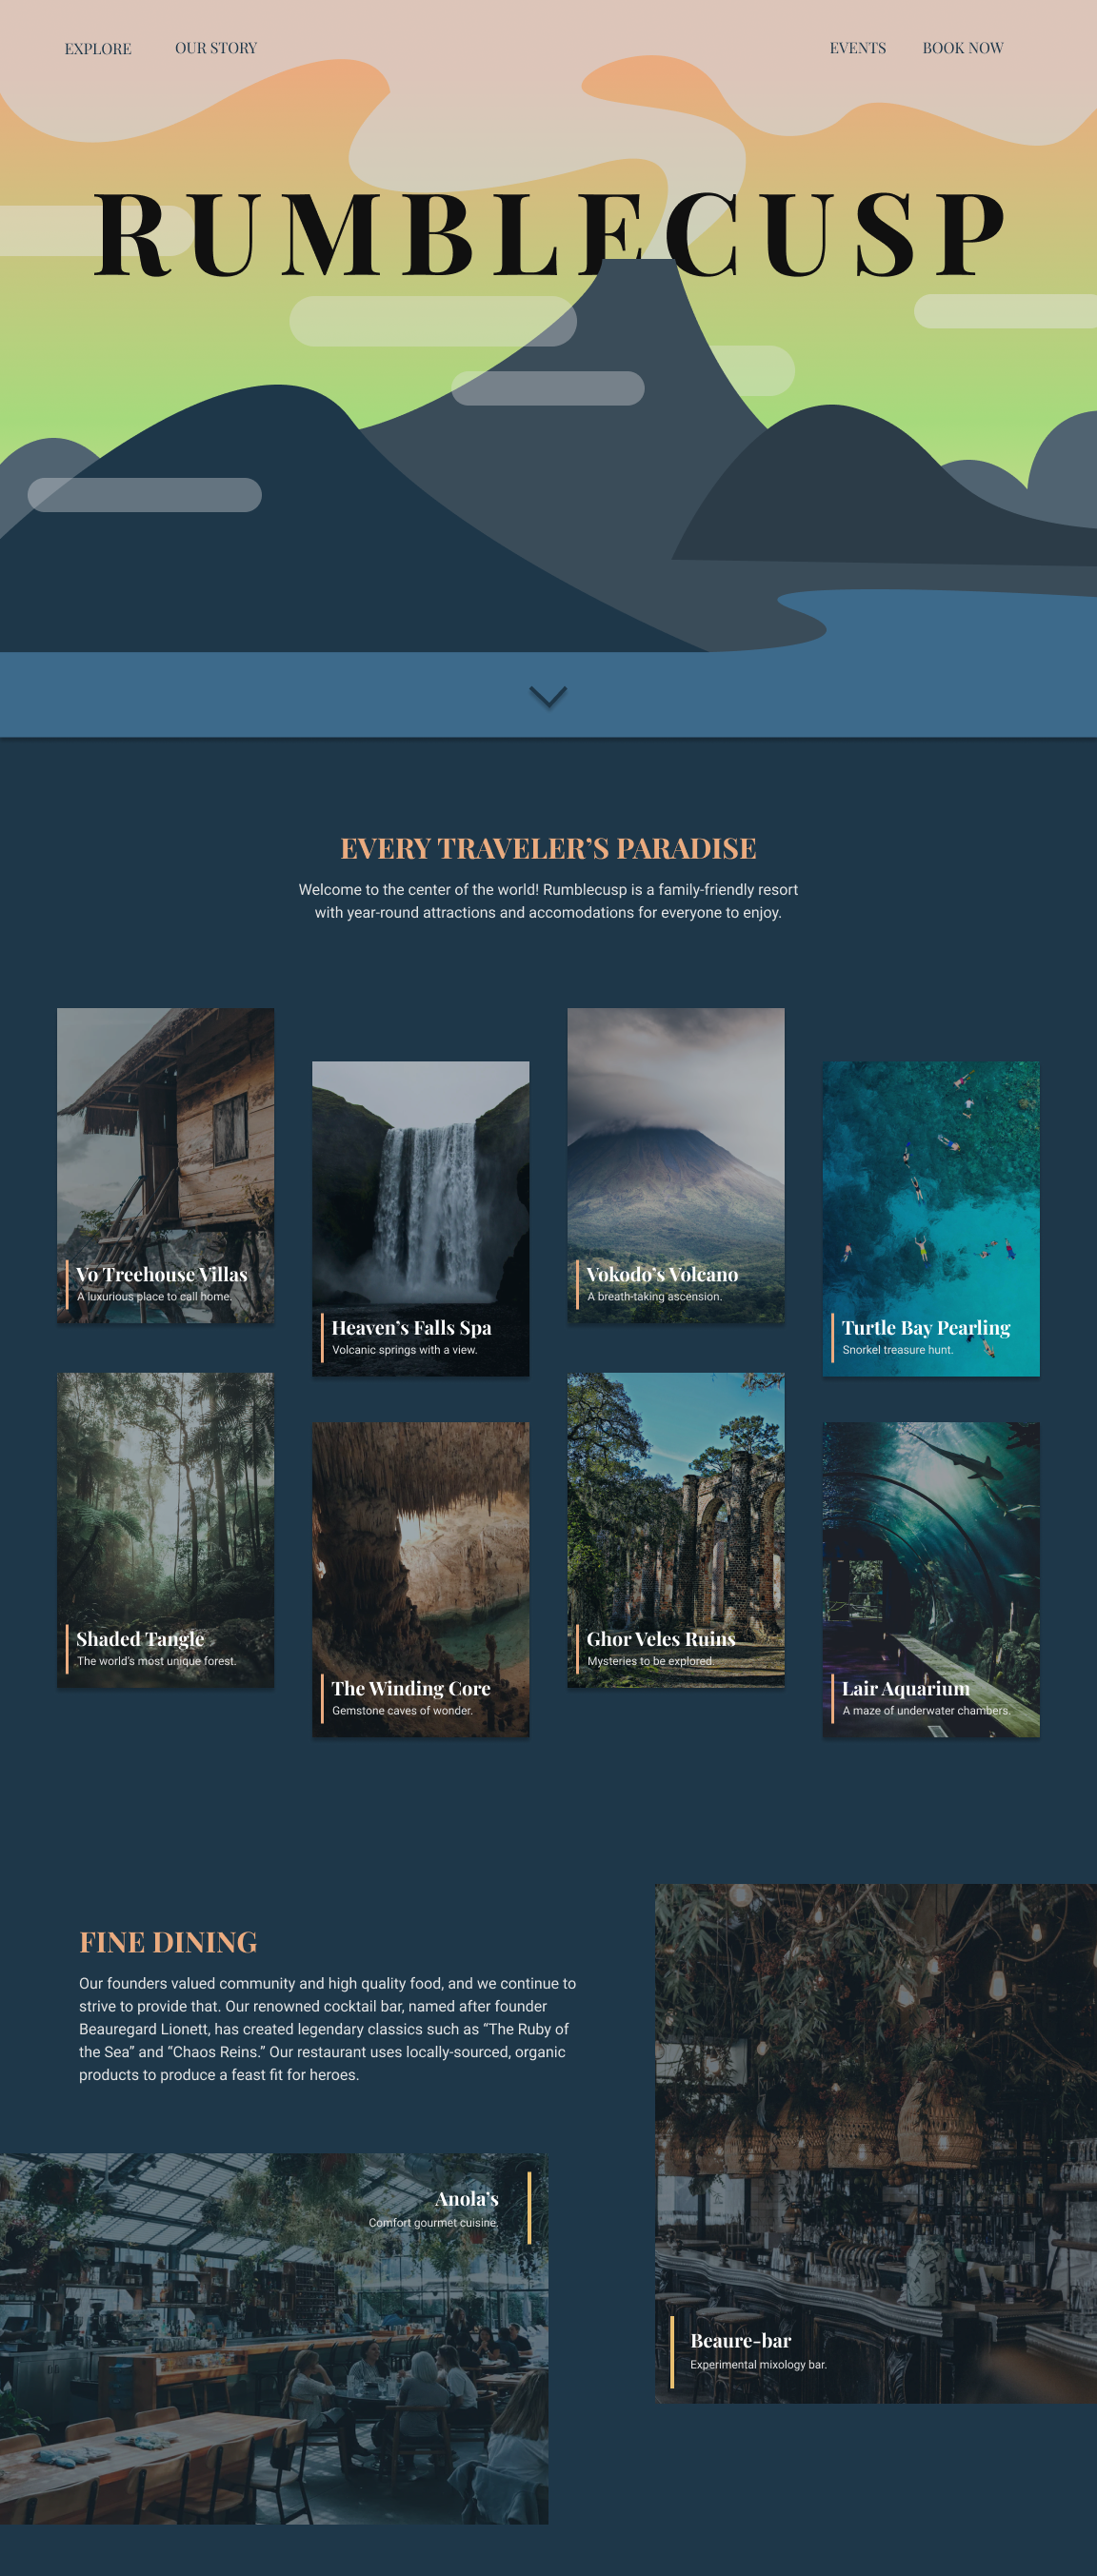 EXPLORE
OUR STORY
EVENTS
BOOK NOW
RUMBLECUSP
EVERY TRAVELER’S PARADISE
Welcome to the center of the world! Rumblecusp is a family-friendly resort
with year-round attractions and accomodations for everyone to enjoy.
Vo Treehouse Villas
A luxurious place to call home.
Heaven’s Falls Spa
Volcanic springs with a view.
Vokodo’s Volcano
A breath-taking ascension.
Turtle Bay Pearling
Snorkel treasure hunt.
Shaded Tangle
The world’s most unique forest.
The Winding Core
Gemstone caves of wonder.
Ghor Veles Ruins
Mysteries to be explored.
Lair Aquarium
A maze of underwater chambers.
FINE DINING
Our founders valued community and high quality food, and we continue to
strive to provide that. Our renowned cocktail bar, named after founder
Beauregard Lionett, has created legendary classics such as “The Ruby of
the Sea” and “Chaos Reins.” Our restaurant uses locally-sourced, organic
products to produce a feast fit for heroes.
Anola’s
Comfort gourmet cuisine.
Beaure-bar
Experimental mixology bar.